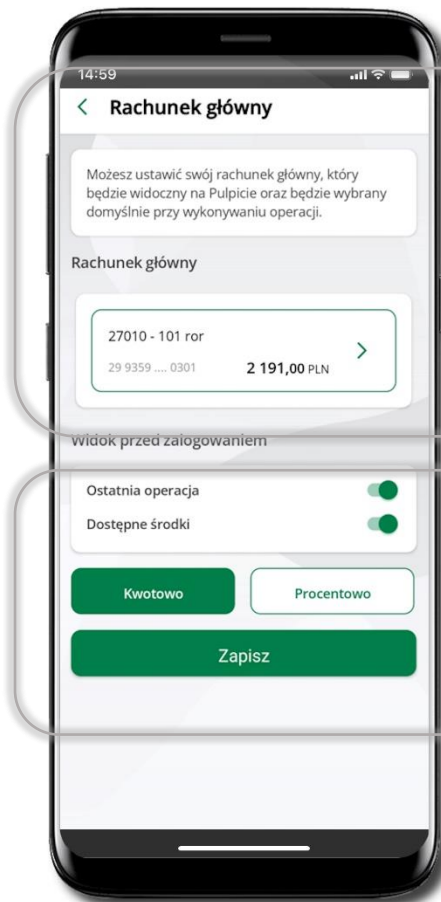 14:59
Rachunek główny
Możesz ustawić swój rachunek główny, który
będzie widoczny na Pulpicie oraz będzie wybrany
domyślnie przy wykonywaniu operacji.
Rachunek główny
27010 - 101 ror
29 9359 .... 0301 2 191,00 PLN
Widok przed zalogowaniem
Ostatnia operacja
Dostępne środki
Kwotowo Procentowo
Zapisz